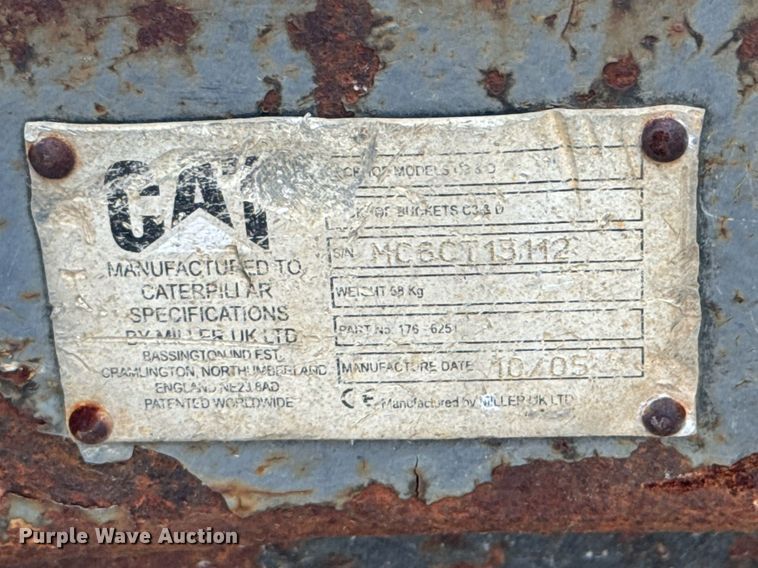 CAT
MANUFACTURED TO
CATERPILLAR
SPECIFICATIONS
BY MILLER UK LTD
BASSINGTON IND EST.
CRAMLINGTON, NORTHUMBERLAND
ENGLAND NE23 8AD
PATENTED WORLDWIDE
MODELS
BUCKETS C3 & D
S/N
WEIGHT 58 Kg
PART No. 176 - 6251
MANUFACTURE DATE 10/05
CE Manufactured by MILLER UK LTD
Purple Wave Auction